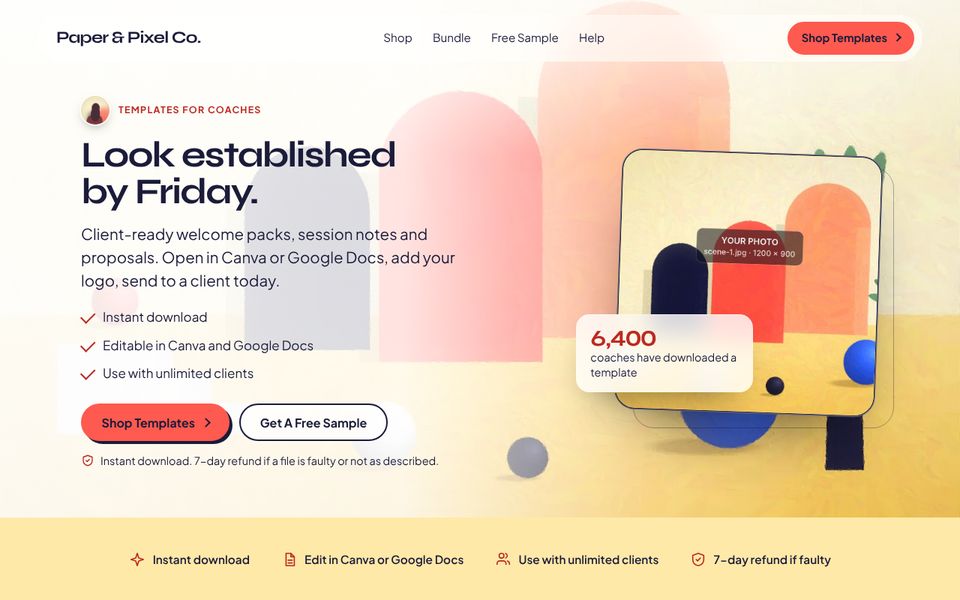 Paper & Pixel Co.
Shop
Bundle
Free Sample
Help
Shop Templates
TEMPLATES FOR COACHES
Look established
by Friday.
Client-ready welcome packs, session notes and
proposals. Open in Canva or Google Docs, add your
logo, send to a client today.
Instant download
Editable in Canva and Google Docs
Use with unlimited clients
Shop Templates
Get A Free Sample
Instant download. 7-day refund if a file is faulty or not as described.
YOUR PHOTO
scene-1.jpg · 1200 × 900
6,400
coaches have downloaded a
template
Instant download
Edit in Canva or Google Docs
Use with unlimited clients
7-day refund if faulty